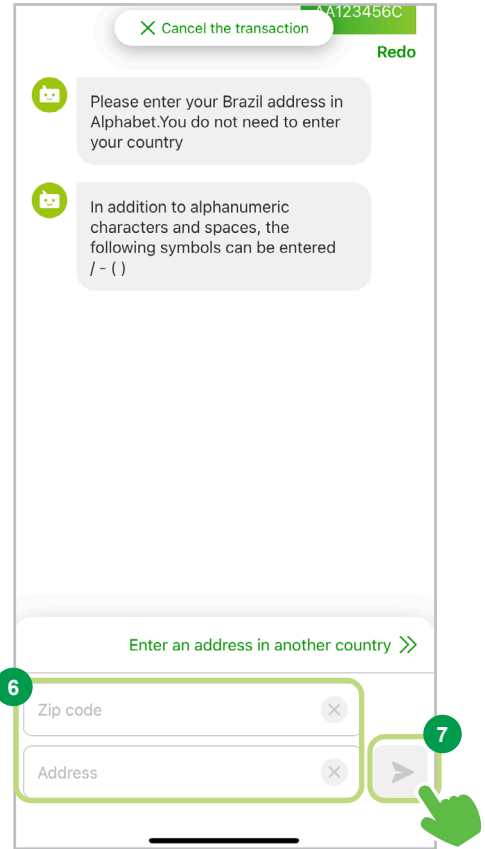 AA123456C
Cancel the transaction
Redo
Please enter your Brazil address in
Alphabet.You do not need to enter
your country
In addition to alphanumeric
characters and spaces, the
following symbols can be entered
/ - ( )
Enter an address in another country
6
Zip code
7
Address